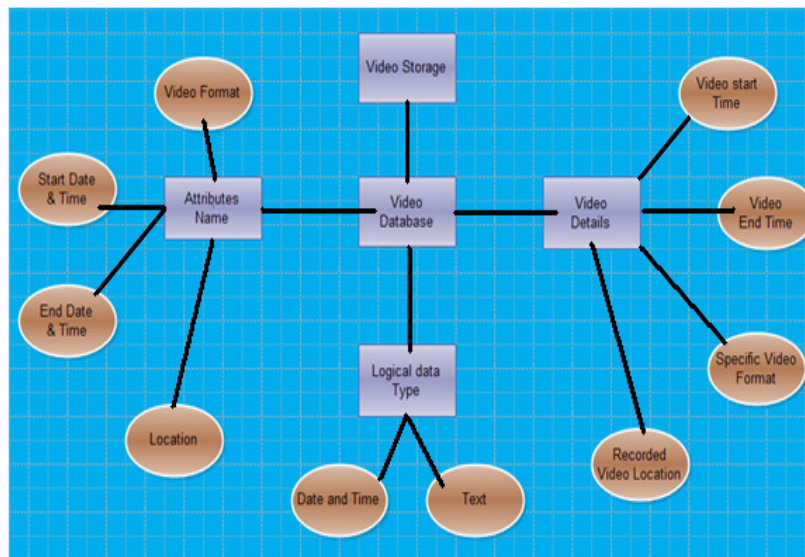 Video Storage
Video Format
Video start
Time
Start Date
& Time
Attributes
Name
Video
Database
Video
Details
Video
End Time
End Date
& Time
Logical data
Type
Specific Video
Format
Location
Recorded
Video Location
Date and Time
Text